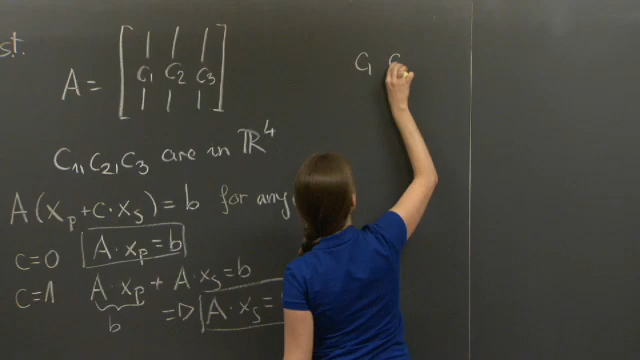 st.
A = [ | | |
C1 C2 C3
| | | ]
C1, C2, C3 are in ℝ⁴
A(xp + c·xs) = b for any
c=0 A·xp = b
c=1 A·xp + A·xs = b
b => A·xs =
C1 C